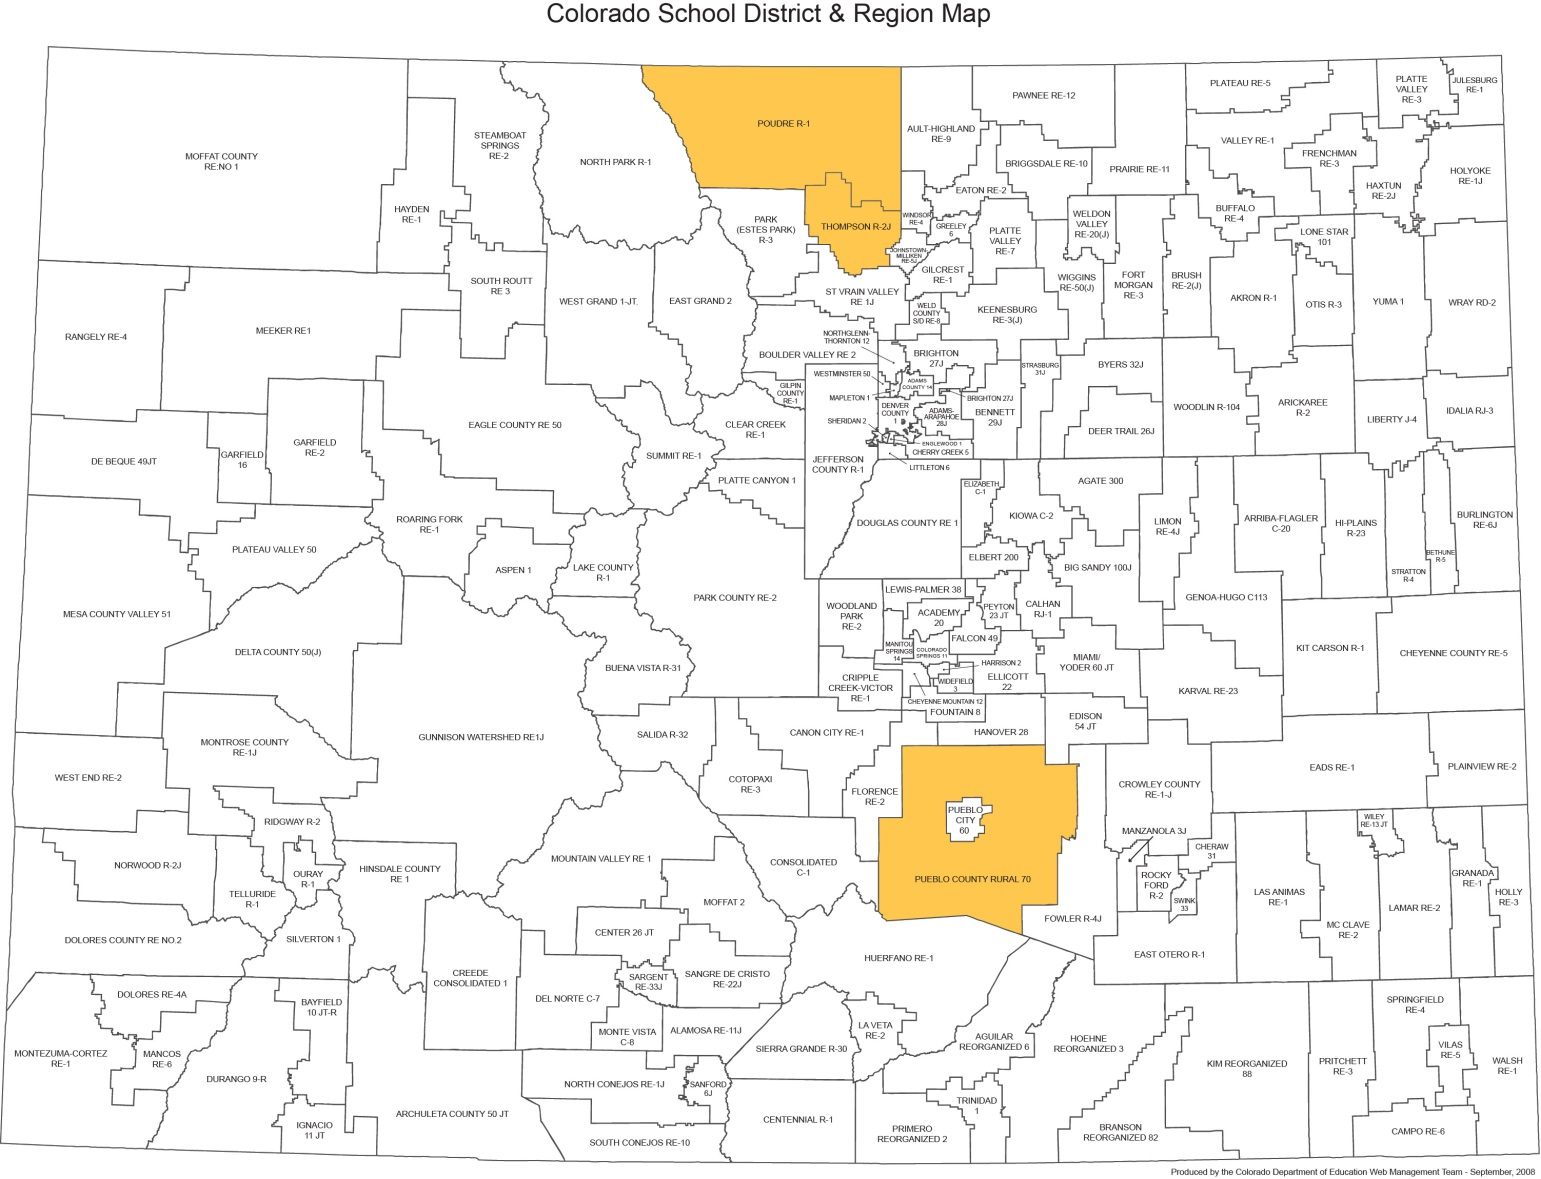 Colorado School District & Region Map
MOFFAT COUNTY
RE:NO 1
HAYDEN
RE-1
STEAMBOAT
SPRINGS
RE-2
NORTH PARK R-1
POUDRE R-1
AULT-HIGHLAND
RE-9
PAWNEE RE-12
BRIGGSDALE RE-10
PRAIRIE RE-11
PLATEAU RE-5
PLATTE
VALLEY
RE-3
JULESBURG
RE-1
VALLEY RE-1
FRENCHMAN
RE-3
HAXTUN
RE-2J
HOLYOKE
RE-1J
EATON RE-2
BUFFALO
RE-4
PARK
(ESTES PARK)
R-3
THOMPSON R-2J
WINDSOR
RE-4
GREELEY
6
PLATTE
VALLEY
RE-7
WELDON
VALLEY
RE-20(J)
LONE STAR
101
JOHNSTOWN-
MILLIKEN
RE-5J
GILCREST
RE-1
SOUTH ROUTT
RE 3
WEST GRAND 1-JT.
EAST GRAND 2
ST VRAIN VALLEY
RE 1J
WIGGINS
RE-50(J)
FORT
MORGAN
RE-3
BRUSH
RE-2(J)
AKRON R-1
OTIS R-3
YUMA 1
WRAY RD-2
WELD
COUNTY
S/D RE-8
KEENESBURG
RE-3(J)
RANGELY RE-4
MEEKER RE1
NORTHGLENN-
THORNTON 12
BOULDER VALLEY RE 2
BRIGHTON
27J
STRASBURG
31J
BYERS 32J
WESTMINSTER 50
ADAMS
COUNTY 14
GILPIN
COUNTY
RE-1
MAPLETON 1
BRIGHTON 27J
DENVER
COUNTY
1
ADAMS-
ARAPAHOE
28J
BENNETT
29J
WOODLIN R-104
ARICKAREE
R-2
LIBERTY J-4
IDALIA RJ-3
SHERIDAN 2
DEER TRAIL 26J
EAGLE COUNTY RE 50
CLEAR CREEK
RE-1
ENGLEWOOD 1
CHERRY CREEK 5
LITTLETON 6
DE BEQUE 49JT
GARFIELD
16
GARFIELD
RE-2
SUMMIT RE-1
JEFFERSON
COUNTY R-1
PLATTE CANYON 1
ELIZABETH
C-1
AGATE 300
ROARING FORK
RE-1
DOUGLAS COUNTY RE 1
KIOWA C-2
LIMON
RE-4J
ARRIBA-FLAGLER
C-20
HI-PLAINS
R-23
BURLINGTON
RE-6J
PLATEAU VALLEY 50
ELBERT 200
BETHUNE
R-5
ASPEN 1
LAKE COUNTY
R-1
BIG SANDY 100J
STRATTON
R-4
MESA COUNTY VALLEY 51
PARK COUNTY RE-2
LEWIS-PALMER 38
GENOA-HUGO C113
WOODLAND
PARK
RE-2
ACADEMY
20
PEYTON
23 JT
CALHAN
RJ-1
FALCON 49
DELTA COUNTY 50(J)
MANITOU
SPRINGS
14
COLORADO
SPRINGS 11
KIT CARSON R-1
CHEYENNE COUNTY RE-5
BUENA VISTA R-31
HARRISON 2
MIAMI/
YODER 60 JT
CRIPPLE
CREEK-VICTOR
RE-1
WIDEFIELD
3
ELLICOTT
22
KARVAL RE-23
CHEYENNE MOUNTAIN 12
FOUNTAIN 8
EDISON
54 JT
GUNNISON WATERSHED RE1J
SALIDA R-32
CANON CITY RE-1
HANOVER 28
MONTROSE COUNTY
RE-1J
WEST END RE-2
COTOPAXI
RE-3
FLORENCE
RE-2
CROWLEY COUNTY
RE-1-J
EADS RE-1
PLAINVIEW RE-2
PUEBLO
CITY
60
RIDGWAY R-2
MANZANOLA 3J
WILEY
RE-13 JT
NORWOOD R-2J
HINSDALE COUNTY
RE 1
MOUNTAIN VALLEY RE 1
CONSOLIDATED
C-1
PUEBLO COUNTY RURAL 70
CHERAW
31
OURAY
R-1
TELLURIDE
R-1
ROCKY
FORD
R-2
SWINK
33
LAS ANIMAS
RE-1
GRANADA
RE-1
HOLLY
RE-3
MOFFAT 2
FOWLER R-4J
MC CLAVE
RE-2
LAMAR RE-2
DOLORES COUNTY RE NO.2
SILVERTON 1
CENTER 26 JT
HUERFANO RE-1
EAST OTERO R-1
CREEDE
CONSOLIDATED 1
SARGENT
RE-33J
SANGRE DE CRISTO
RE-22J
DOLORES RE-4A
BAYFIELD
10 JT-R
DEL NORTE C-7
SPRINGFIELD
RE-4
MONTE VISTA
C-8
ALAMOSA RE-11J
LA VETA
RE-2
AGUILAR
REORGANIZED 6
HOEHNE
REORGANIZED 3
MONTEZUMA-CORTEZ
RE-1
MANCOS
RE-6
SIERRA GRANDE R-30
KIM REORGANIZED
88
PRITCHETT
RE-3
VILAS
RE-5
WALSH
RE-1
DURANGO 9-R
NORTH CONEJOS RE-1J
SANFORD
6J
ARCHULETA COUNTY 50 JT
CENTENNIAL R-1
TRINIDAD
1
IGNACIO
11 JT
SOUTH CONEJOS RE-10
PRIMERO
REORGANIZED 2
BRANSON
REORGANIZED 82
CAMPO RE-6
Produced by the Colorado Department of Education Web Management Team - September, 2008